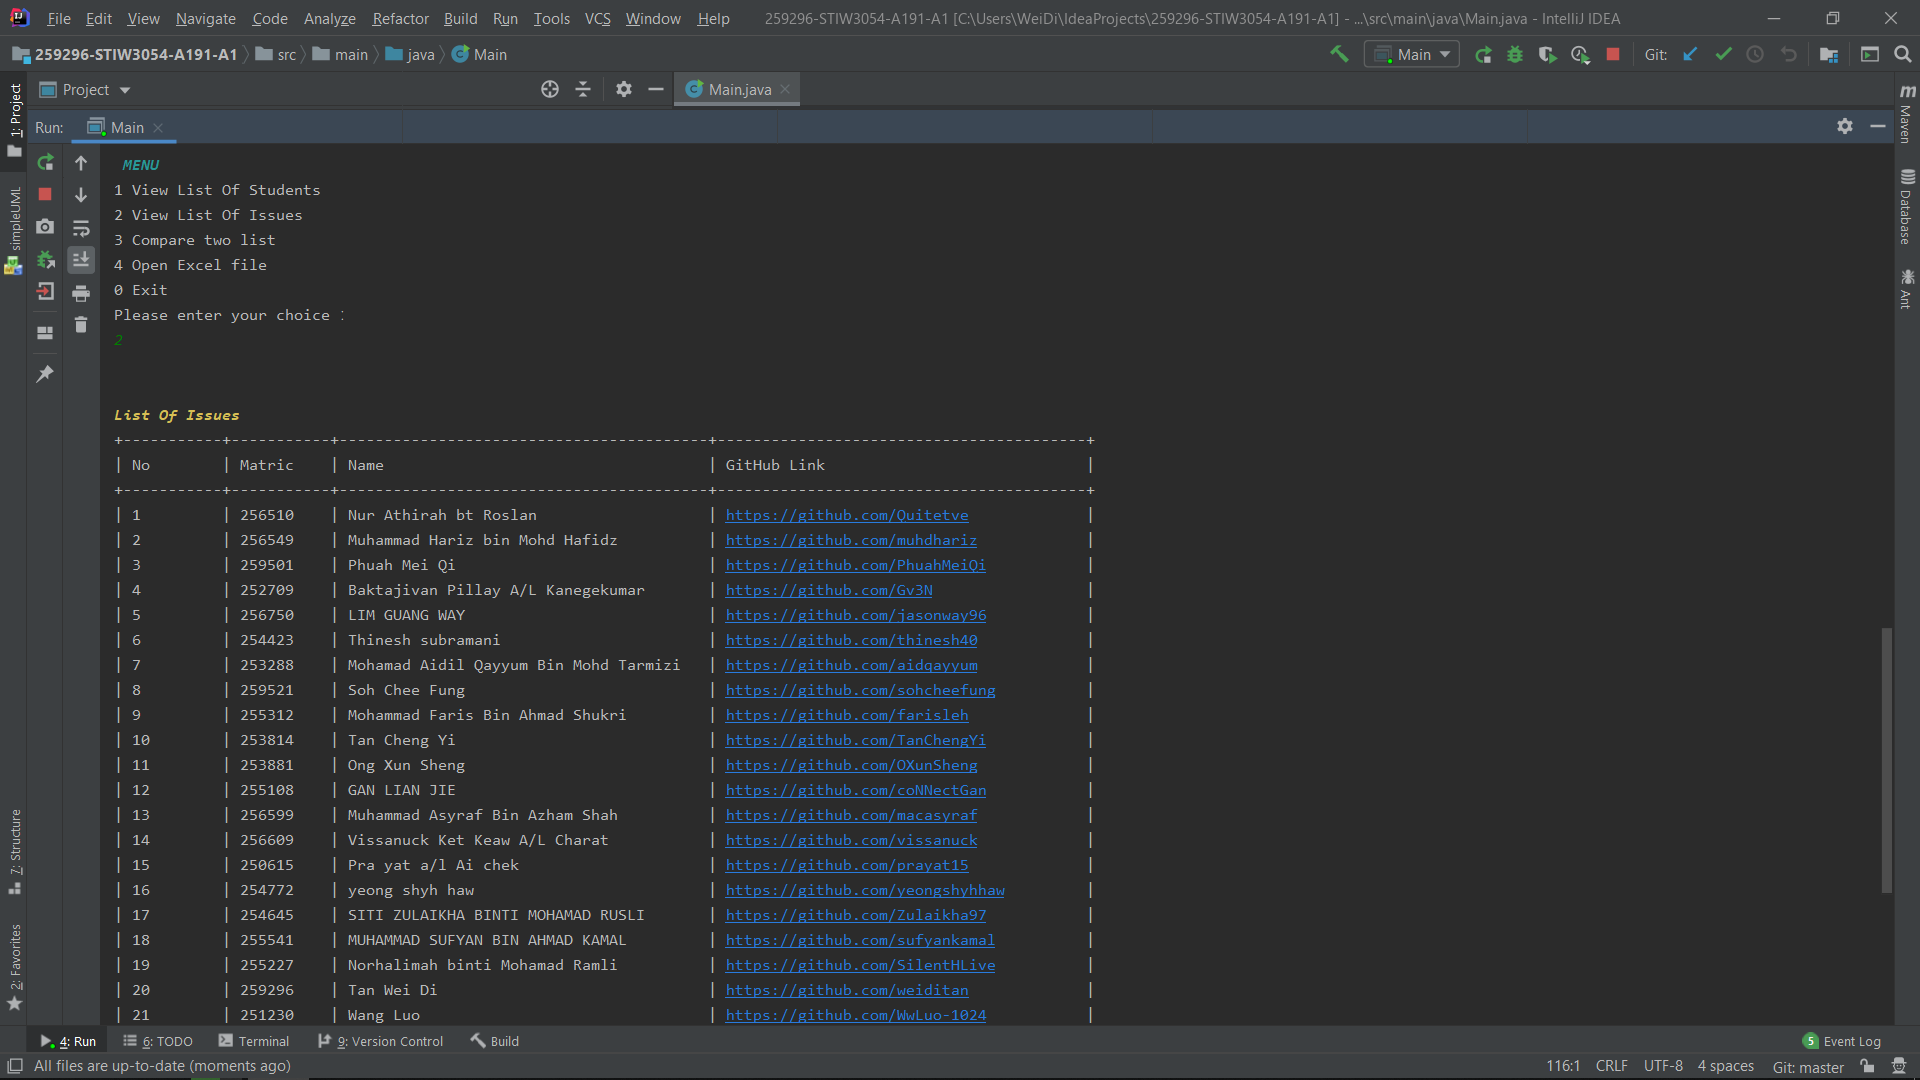 File Edit View Navigate Code Analyze Refactor Build Run Tools VCS Window Help 259296-STIW3054-A191-A1 [C:\Users\WeiDi\IdeaProjects\259296-STIW3054-A191-A1] - ...\src\main\java\Main.java - IntelliJ IDEA
259296-STIW3054-A191-A1 src main java Main Main Git:
Project Main.java
Run: Main
1: Project
simpleUML
7: Structure
2: Favorites
Maven
Database
Ant
MENU
1 View List Of Students
2 View List Of Issues
3 Compare two list
4 Open Excel file
0 Exit
Please enter your choice :
2
List Of Issues
+-----------+-----------+-----------------------------------------+-----------------------------------------+
| No | Matric | Name | GitHub Link |
+-----------+-----------+-----------------------------------------+-----------------------------------------+
| 1 | 256510 | Nur Athirah bt Roslan | https://github.com/Quitetve |
| 2 | 256549 | Muhammad Hariz bin Mohd Hafidz | https://github.com/muhdhariz |
| 3 | 259501 | Phuah Mei Qi | https://github.com/PhuahMeiQi |
| 4 | 252709 | Baktajivan Pillay A/L Kanegekumar | https://github.com/Gv3N |
| 5 | 256750 | LIM GUANG WAY | https://github.com/jasonway96 |
| 6 | 254423 | Thinesh subramani | https://github.com/thinesh40 |
| 7 | 253288 | Mohamad Aidil Qayyum Bin Mohd Tarmizi | https://github.com/aidqayyum |
| 8 | 259521 | Soh Chee Fung | https://github.com/sohcheefung |
| 9 | 255312 | Mohammad Faris Bin Ahmad Shukri | https://github.com/farisleh |
| 10 | 253814 | Tan Cheng Yi | https://github.com/TanChengYi |
| 11 | 253881 | Ong Xun Sheng | https://github.com/OXunSheng |
| 12 | 255108 | GAN LIAN JIE | https://github.com/coNNectGan |
| 13 | 256599 | Muhammad Asyraf Bin Azham Shah | https://github.com/macasyraf |
| 14 | 256609 | Vissanuck Ket Keaw A/L Charat | https://github.com/vissanuck |
| 15 | 250615 | Pra yat a/l Ai chek | https://github.com/prayat15 |
| 16 | 254772 | yeong shyh haw | https://github.com/yeongshyhhaw |
| 17 | 254645 | SITI ZULAIKHA BINTI MOHAMAD RUSLI | https://github.com/Zulaikha97 |
| 18 | 255541 | MUHAMMAD SUFYAN BIN AHMAD KAMAL | https://github.com/sufyankamal |
| 19 | 255227 | Norhalimah binti Mohamad Ramli | https://github.com/SilentHLive |
| 20 | 259296 | Tan Wei Di | https://github.com/weiditan |
| 21 | 251230 | Wang Luo | https://github.com/WwLuo-1024 |
4: Run 6: TODO Terminal 9: Version Control Build 5 Event Log
All files are up-to-date (moments ago) 116:1 CRLF UTF-8 4 spaces Git: master